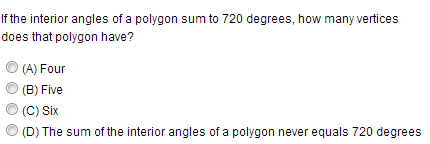 If the interior angles of a polygon sum to 720 degrees, how many vertices
does that polygon have?
(A) Four
(B) Five
(C) Six
(D) The sum of the interior angles of a polygon never equals 720 degrees